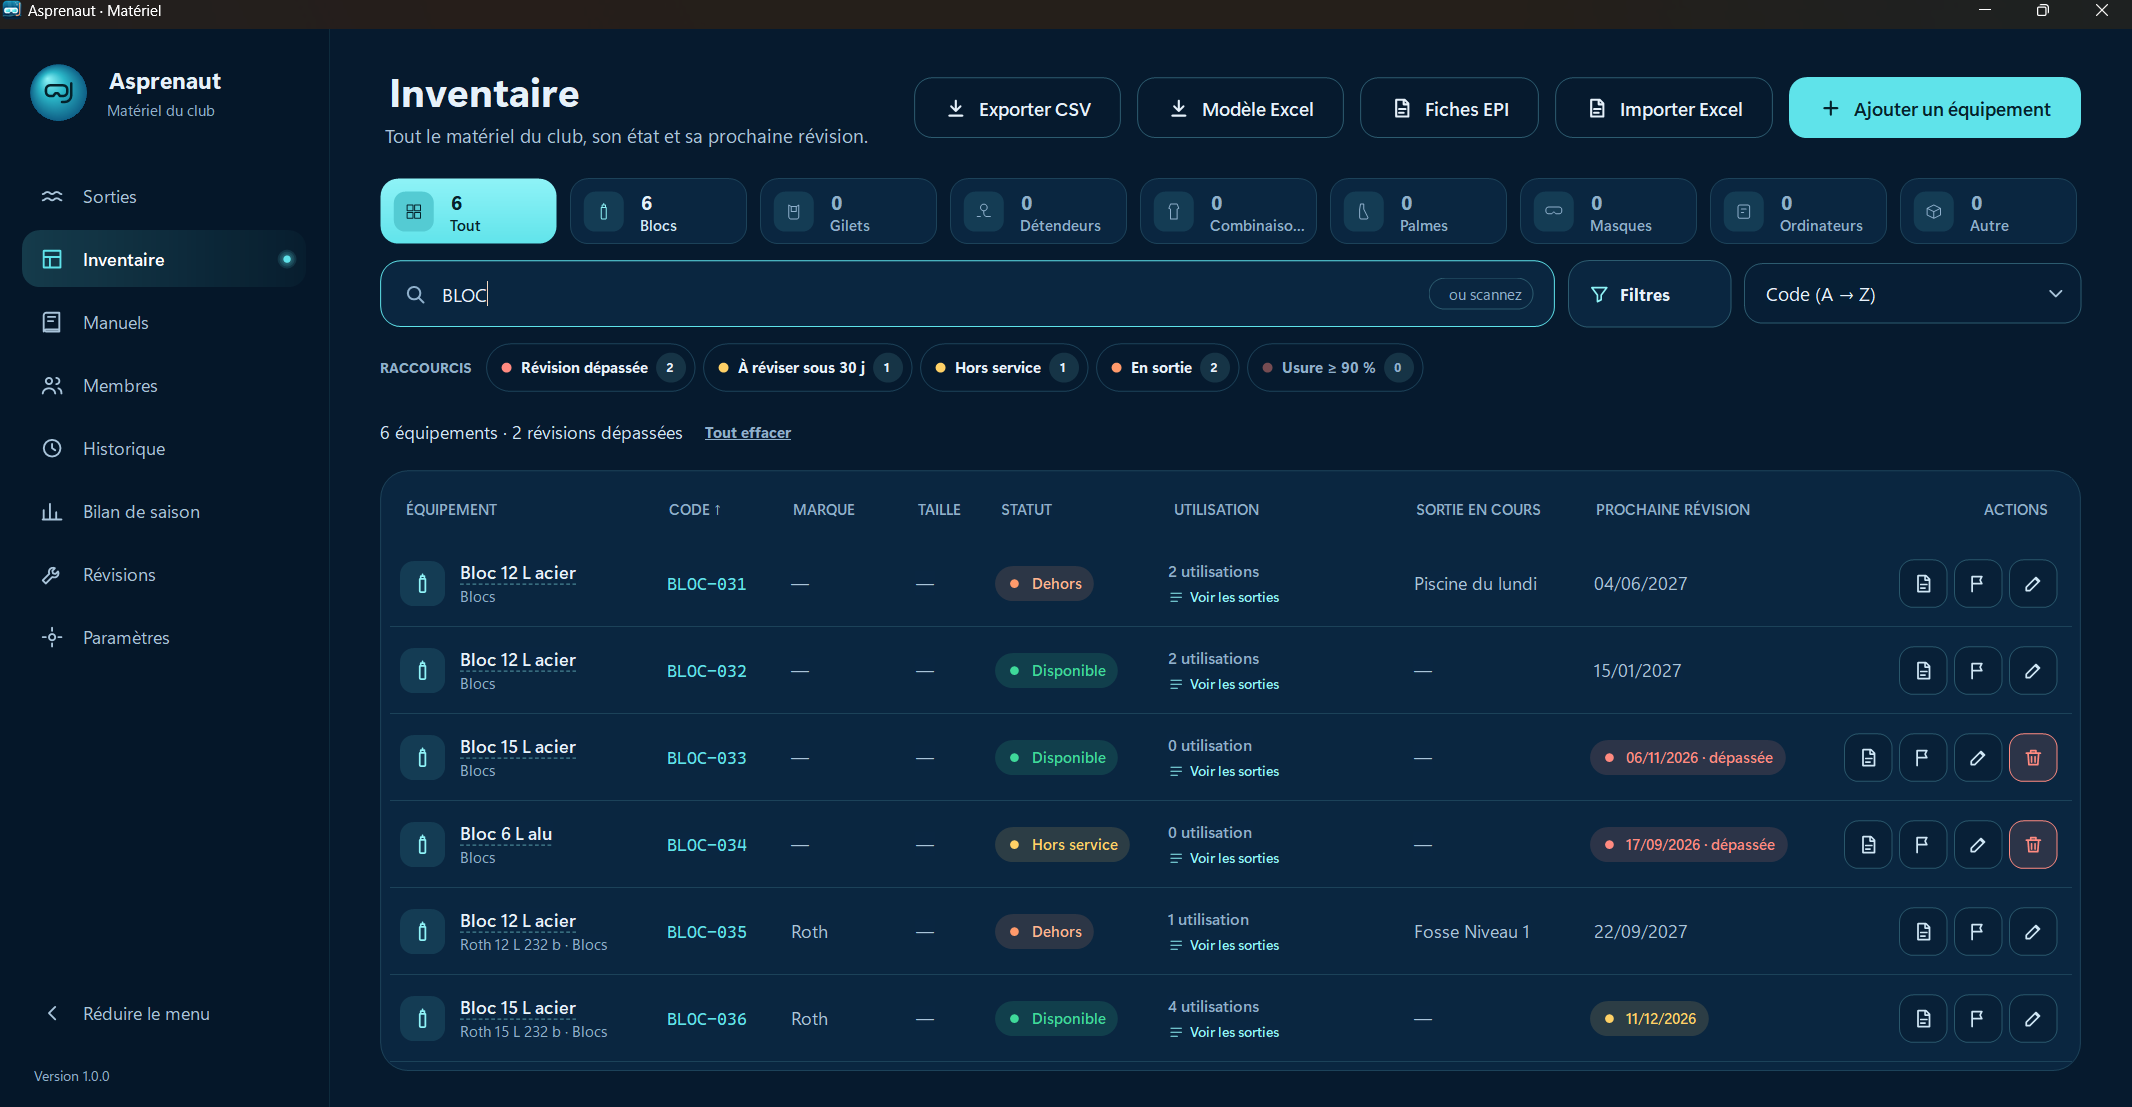 Asprenaut · Matériel
Asprenaut
Matériel du club
Sorties
Inventaire
Manuels
Membres
Historique
Bilan de saison
Révisions
Paramètres
Réduire le menu
Version 1.0.0
Inventaire
Tout le matériel du club, son état et sa prochaine révision.
Exporter CSV
Modèle Excel
Fiches EPI
Importer Excel
+ Ajouter un équipement
6 Tout
6 Blocs
0 Gilets
0 Détendeurs
0 Combinaiso...
0 Palmes
0 Masques
0 Ordinateurs
0 Autre
BLOC
ou scannez
Filtres
Code (A → Z)
RACCOURCIS
Révision dépassée 2
À réviser sous 30 j 1
Hors service 1
En sortie 2
Usure ≥ 90 % 0
6 équipements · 2 révisions dépassées
Tout effacer
ÉQUIPEMENT CODE ↑ MARQUE TAILLE STATUT UTILISATION SORTIE EN COURS PROCHAINE RÉVISION ACTIONS
Bloc 12 L acier
Blocs
BLOC-031 — — Dehors
2 utilisations
Voir les sorties
Piscine du lundi 04/06/2027
Bloc 12 L acier
Blocs
BLOC-032 — — Disponible
2 utilisations
Voir les sorties
— 15/01/2027
Bloc 15 L acier
Blocs
BLOC-033 — — Disponible
0 utilisation
Voir les sorties
— 06/11/2026 · dépassée
Bloc 6 L alu
Blocs
BLOC-034 — — Hors service
0 utilisation
Voir les sorties
— 17/09/2026 · dépassée
Bloc 12 L acier
Roth 12 L 232 b · Blocs
BLOC-035 Roth — Dehors
1 utilisation
Voir les sorties
Fosse Niveau 1 22/09/2027
Bloc 15 L acier
Roth 15 L 232 b · Blocs
BLOC-036 Roth — Disponible
4 utilisations
Voir les sorties
— 11/12/2026